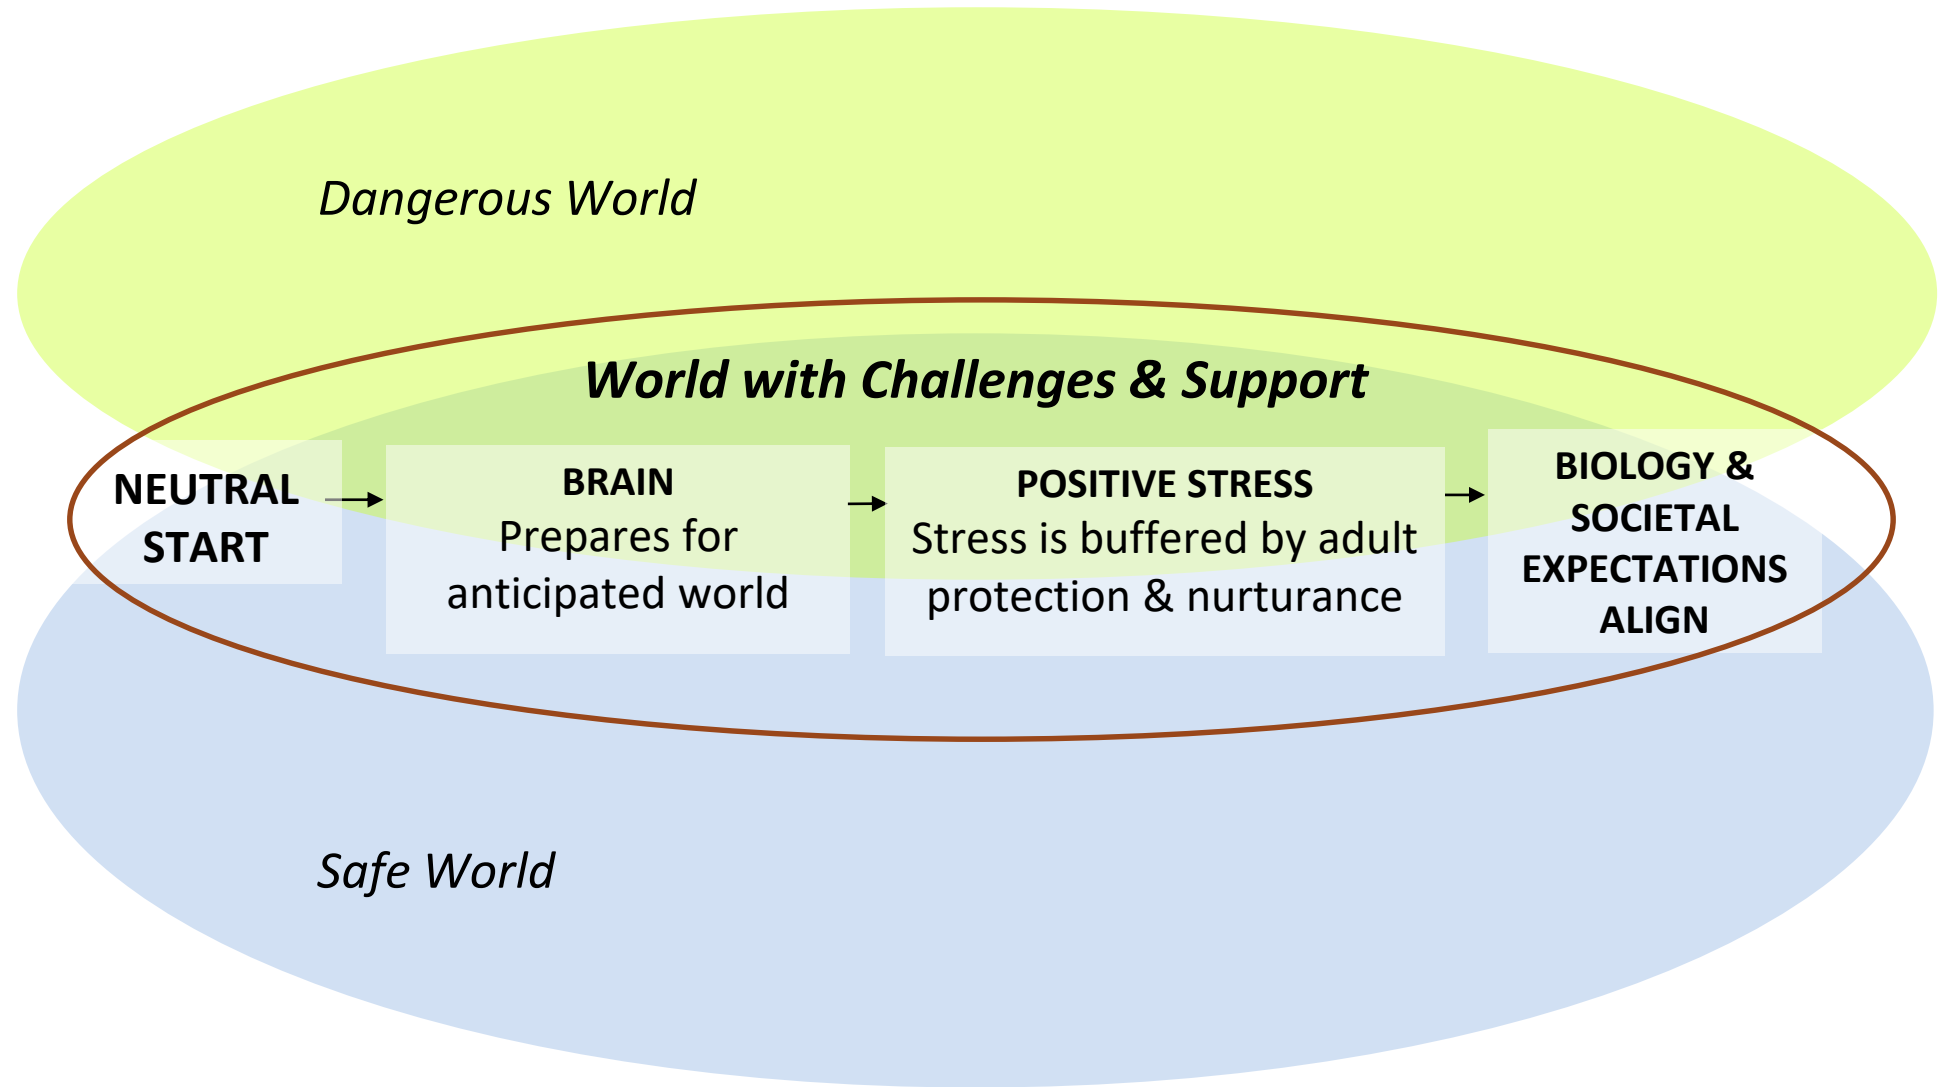 Dangerous World
World with Challenges & Support
NEUTRAL
START
BRAIN
Prepares for
anticipated world
POSITIVE STRESS
Stress is buffered by adult
protection & nurturance
BIOLOGY &
SOCIETAL
EXPECTATIONS
ALIGN
Safe World